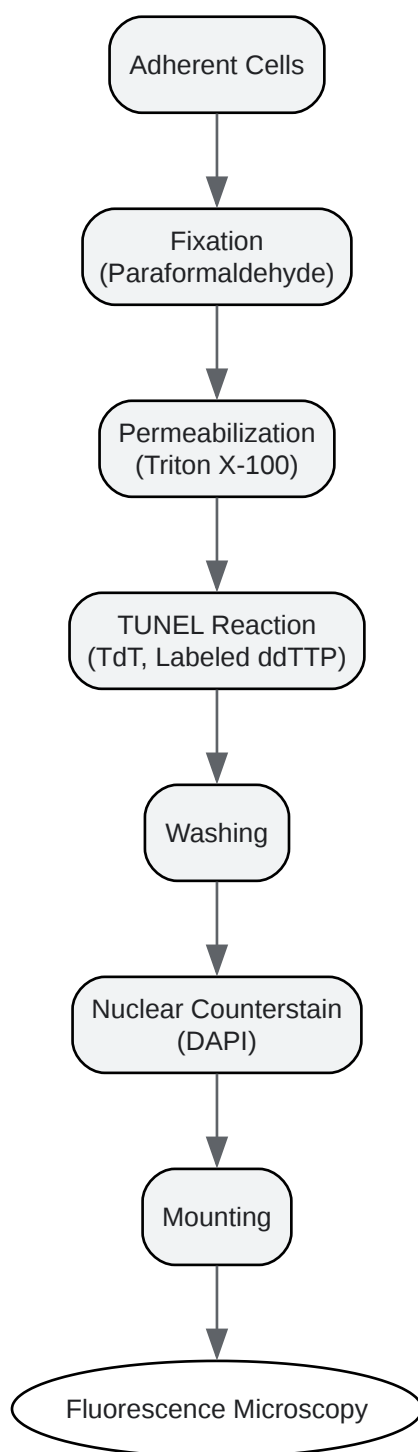 Adherent Cells
Fixation
(Paraformaldehyde)
Permeabilization
(Triton X-100)
TUNEL Reaction
(TdT, Labeled ddTTP)
Washing
Nuclear Counterstain
(DAPI)
Mounting
Fluorescence Microscopy